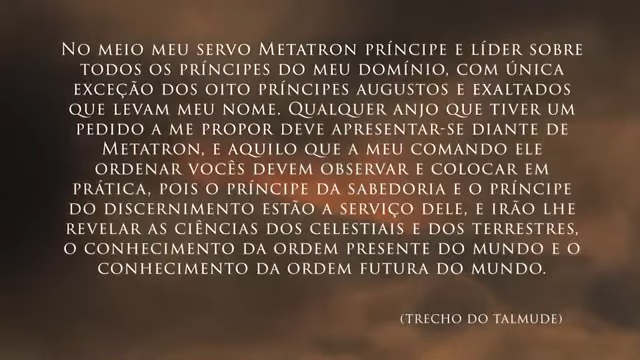 No meio meu servo Metatron príncipe e líder sobre
todos os príncipes do meu domínio, com única
exceção dos oito príncipes augustos e exaltados
que levam meu nome. Qualquer anjo que tiver um
pedido a me propor deve apresentar-se diante de
Metatron, e aquilo que a meu comando ele
ordenar vocês devem observar e colocar em
prática, pois o príncipe da sabedoria e o príncipe
do discernimento estão a serviço dele, e irão lhe
revelar as ciências dos celestiais e dos terrestres,
o conhecimento da ordem presente do mundo e o
conhecimento da ordem futura do mundo.
(trecho do Talmude)